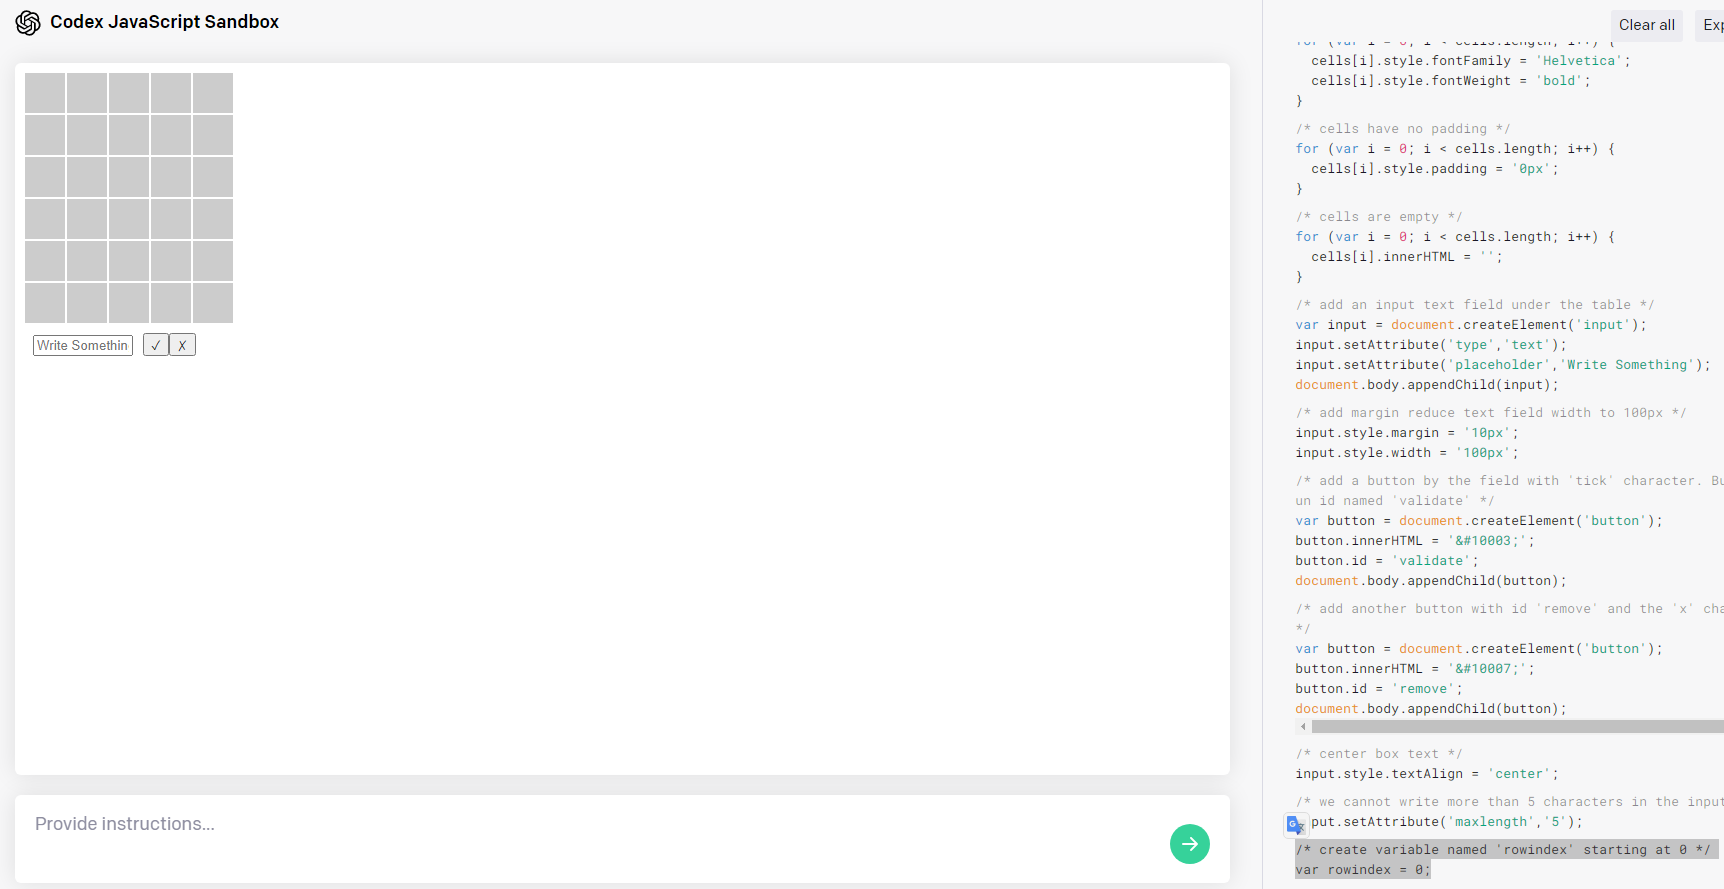 Codex JavaScript Sandbox
Write Somethin
✓
✗
Provide instructions...
Clear all
Exp
for (var i = 0; i < cells.length; i++) {
cells[i].style.fontFamily = 'Helvetica';
cells[i].style.fontWeight = 'bold';
}
/* cells have no padding */
for (var i = 0; i < cells.length; i++) {
cells[i].style.padding = '0px';
}
/* cells are empty */
for (var i = 0; i < cells.length; i++) {
cells[i].innerHTML = '';
}
/* add an input text field under the table */
var input = document.createElement('input');
input.setAttribute('type','text');
input.setAttribute('placeholder','Write Something');
document.body.appendChild(input);
/* add margin reduce text field width to 100px */
input.style.margin = '10px';
input.style.width = '100px';
/* add a button by the field with 'tick' character. Bu
un id named 'validate' */
var button = document.createElement('button');
button.innerHTML = '&#10003;';
button.id = 'validate';
document.body.appendChild(button);
/* add another button with id 'remove' and the 'x' cha
*/
var button = document.createElement('button');
button.innerHTML = '&#10007;';
button.id = 'remove';
document.body.appendChild(button);
/* center box text */
input.style.textAlign = 'center';
/* we cannot write more than 5 characters in the input
put.setAttribute('maxlength','5');
/* create variable named 'rowindex' starting at 0 */
var rowindex = 0;